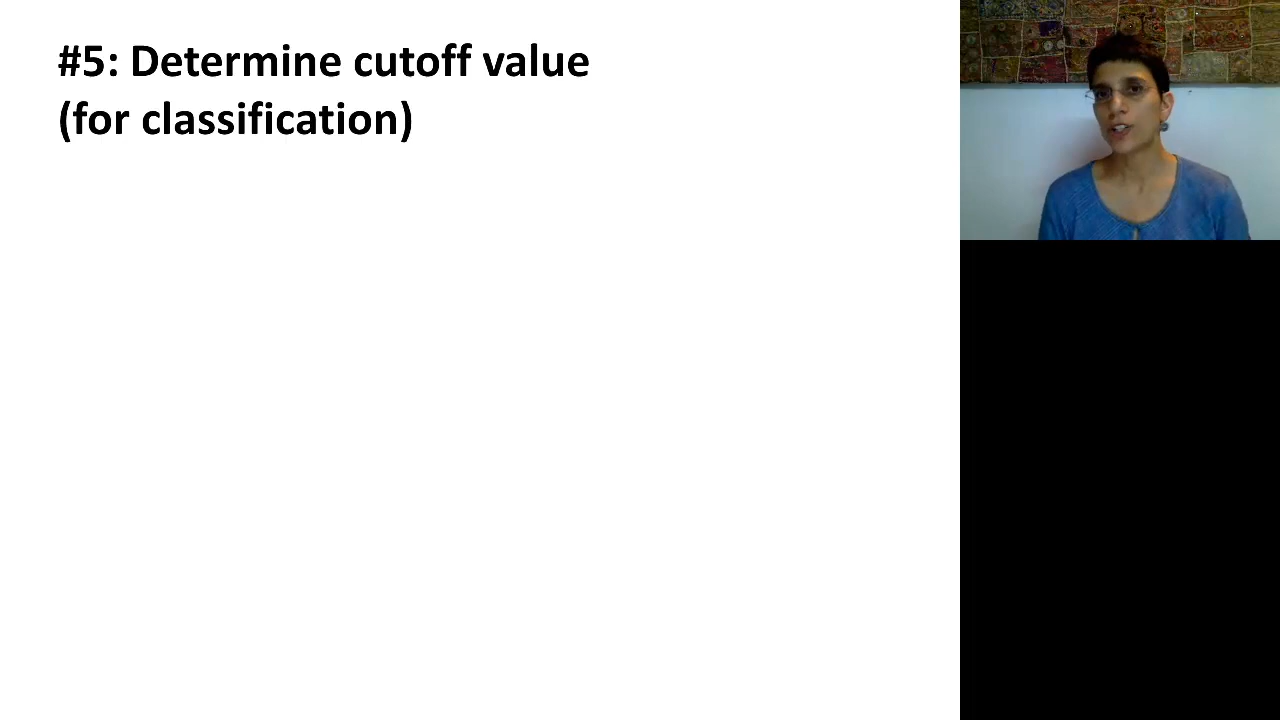 #5: Determine cutoff value
(for classification)